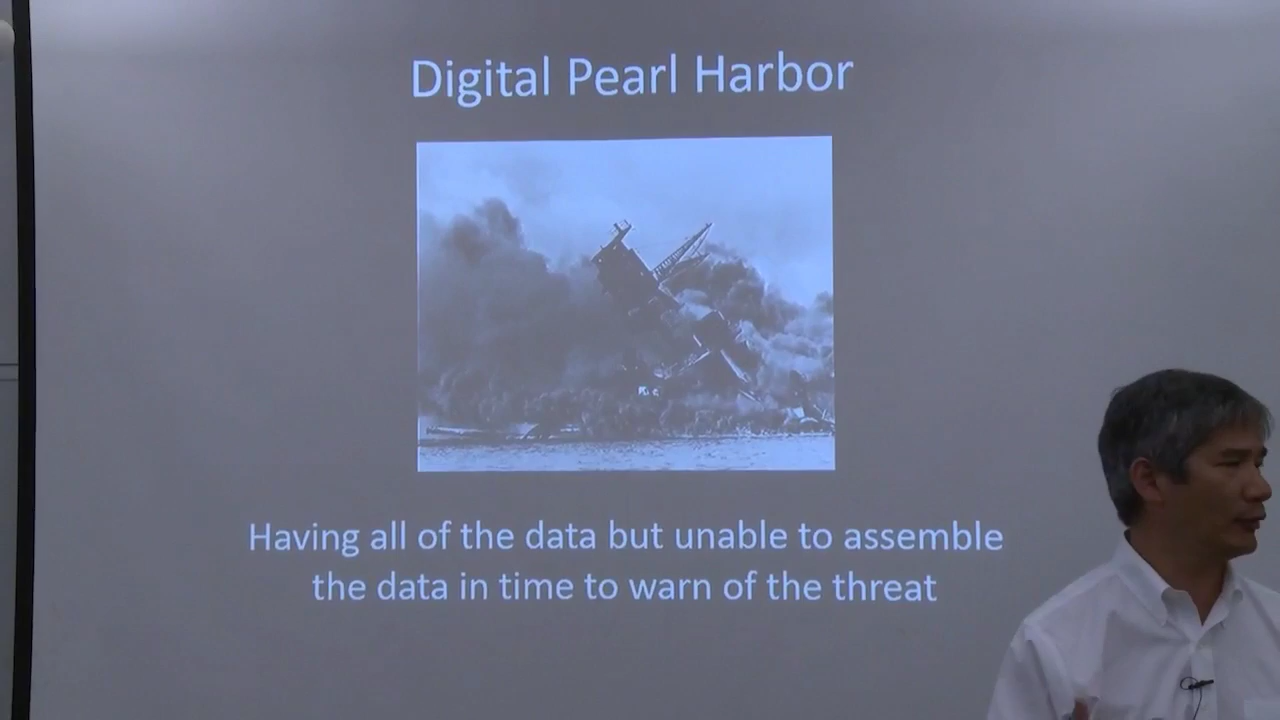 Digital Pearl Harbor
Having all of the data but unable to assemble
the data in time to warn of the threat